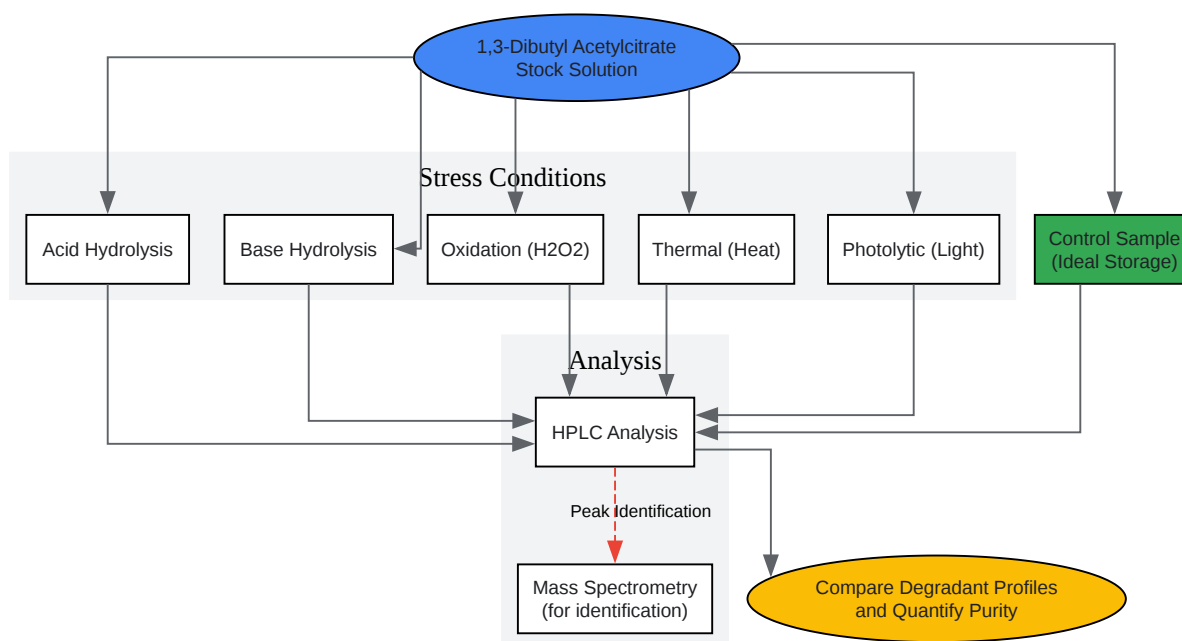 1,3-Dibutyl Acetylcitrate
Stock Solution
Stress Conditions
Acid Hydrolysis
Base Hydrolysis
Oxidation (H2O2)
Thermal (Heat)
Photolytic (Light)
Control Sample
(Ideal Storage)
Analysis
HPLC Analysis
Peak Identification
Mass Spectrometry
(for identification)
Compare Degradant Profiles
and Quantify Purity